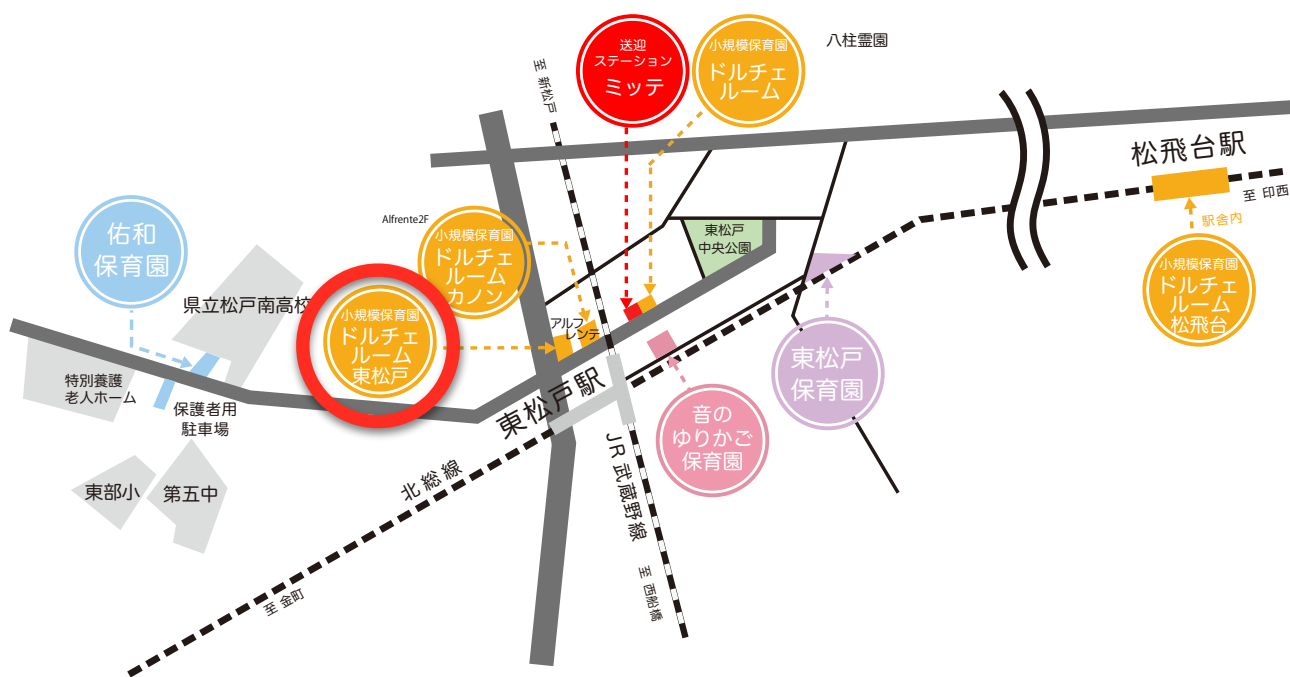 送迎
ステーション
ミッテ
小規模保育園
ドルチェ
ルーム
八柱霊園
至 新松戸
松飛台駅
至 印西
駅舎内
小規模保育園
ドルチェ
ルーム
松飛台
Alfrente2F
小規模保育園
ドルチェ
ルーム
カノン
東松戸
中央公園
佑和
保育園
県立松戸南高校
小規模保育園
ドルチェ
ルーム
東松戸
アルフ
レンテ
東松戸
保育園
特別養護
老人ホーム
保護者用
駐車場
東松戸駅
音の
ゆりかご
保育園
東部小
第五中
北総線
JR 武蔵野線
至 金町
至 西船橋